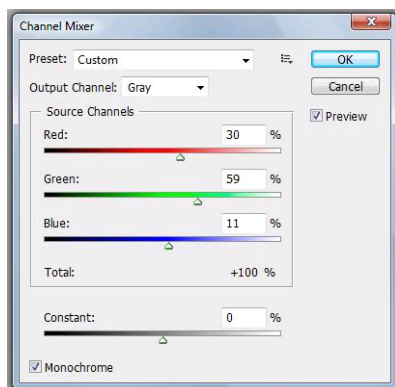 Channel Mixer
Preset: Custom
OK
Output Channel: Gray
Cancel
Source Channels
Preview
Red: 30 %
Green: 59 %
Blue: 11 %
Total: +100 %
Constant: 0 %
Monochrome